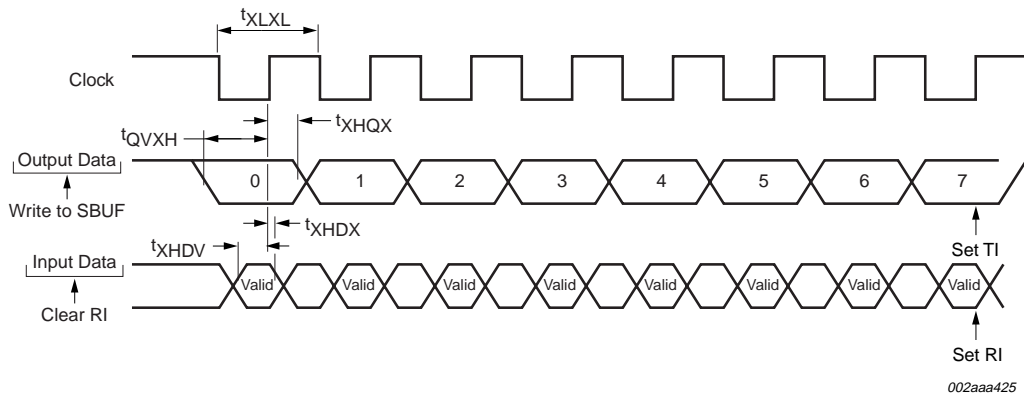 tXLXL
Clock
tQVXH
tXHQX
Output Data
0 1 2 3 4 5 6 7
Write to SBUF
tXHDX
Set TI
tXHDV
Input Data
Valid Valid Valid Valid Valid Valid Valid Valid
Clear RI
Set RI
002aaa425